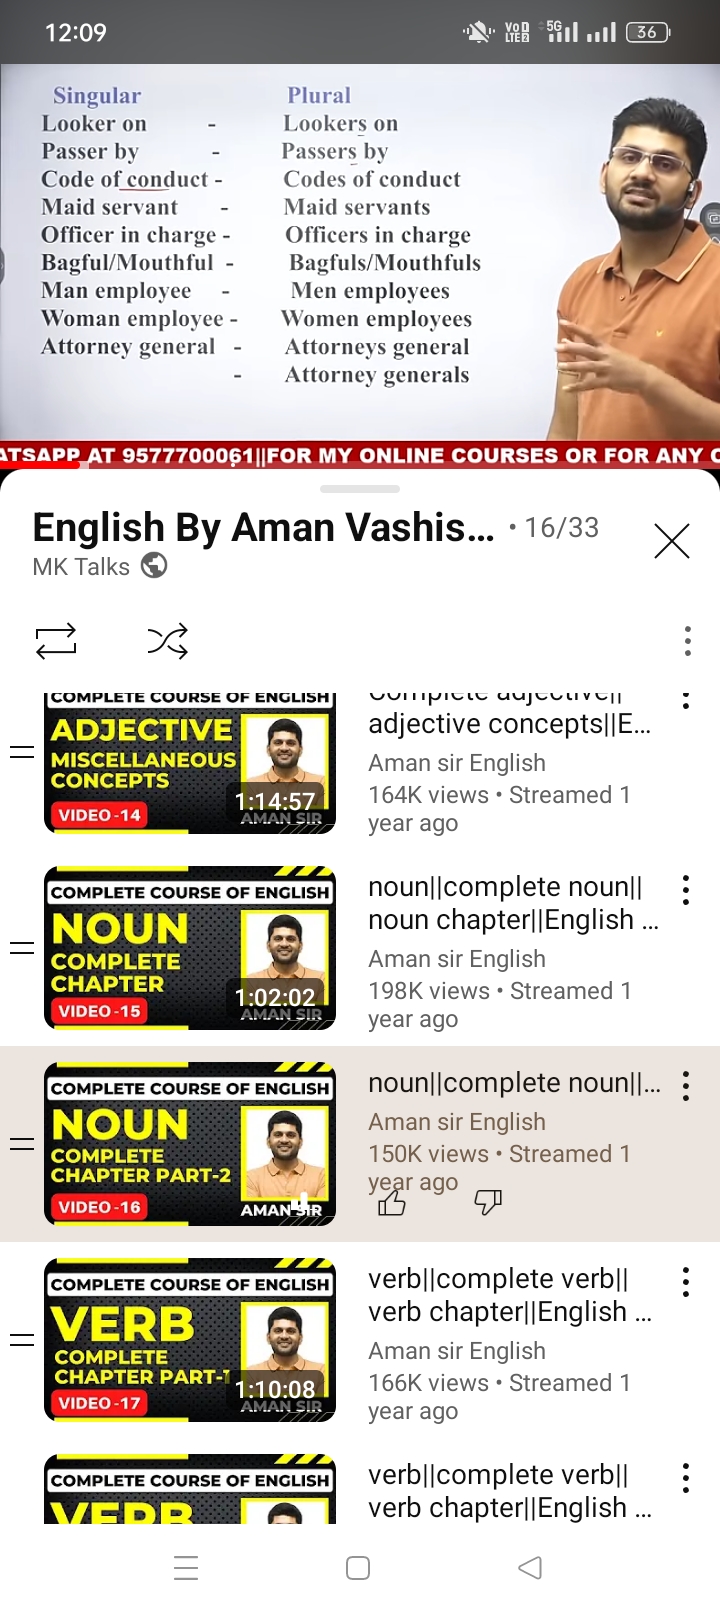 12:09
VoD LTE2 5G 36
Singular Plural
Looker on - Lookers on
Passer by - Passers by
Code of conduct - Codes of conduct
Maid servant - Maid servants
Officer in charge - Officers in charge
Bagful/Mouthful - Bagfuls/Mouthfuls
Man employee - Men employees
Woman employee - Women employees
Attorney general - Attorneys general
- Attorney generals
AT 9577700061||FOR MY ONLINE COURSES OR FOR ANY
English By Aman Vashis... • 16/33
MK Talks
COMPLETE COURSE OF ENGLISH
ADJECTIVE
MISCELLANEOUS
CONCEPTS
VIDEO -14
1:14:57
AMAN SIR
Complete adjective||
adjective concepts||E...
Aman sir English
164K views • Streamed 1
year ago
COMPLETE COURSE OF ENGLISH
NOUN
COMPLETE
CHAPTER
VIDEO -15
1:02:02
AMAN SIR
noun||complete noun||
noun chapter||English ...
Aman sir English
198K views • Streamed 1
year ago
COMPLETE COURSE OF ENGLISH
NOUN
COMPLETE
CHAPTER PART-2
VIDEO -16
AMAN SIR
noun||complete noun||...
Aman sir English
150K views • Streamed 1
year ago
COMPLETE COURSE OF ENGLISH
VERB
COMPLETE
CHAPTER PART-1
VIDEO -17
1:10:08
AMAN SIR
verb||complete verb||
verb chapter||English ...
Aman sir English
166K views • Streamed 1
year ago
COMPLETE COURSE OF ENGLISH
VERB
verb||complete verb||
verb chapter||English ...